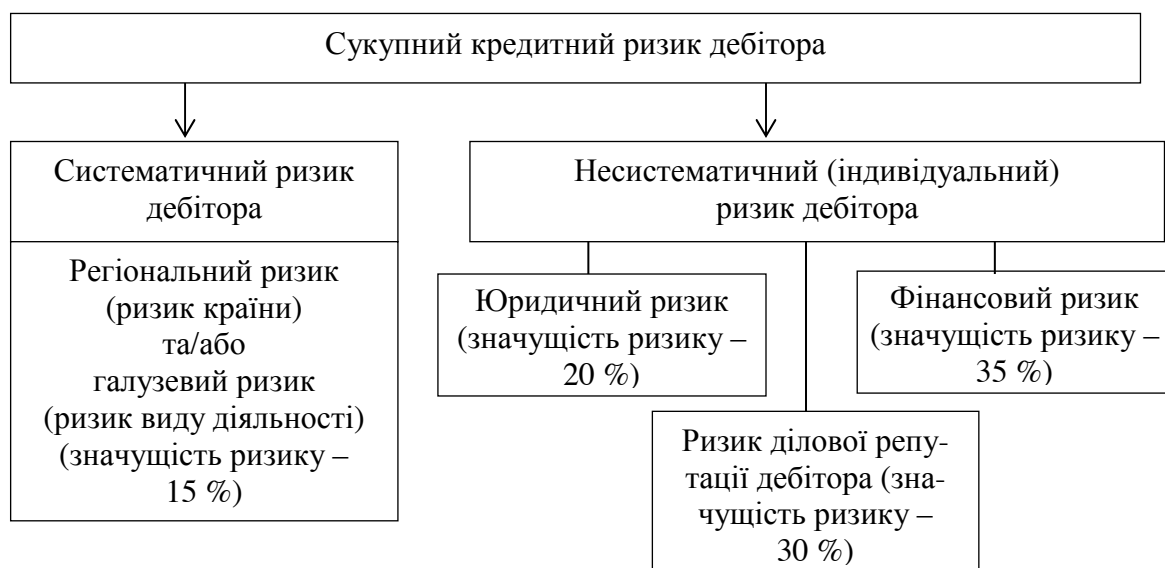 Сукупний кредитний ризик дебітора
Систематичний ризик
дебітора
Регіональний ризик
(ризик країни)
та/або
галузевий ризик
(ризик виду діяльності)
(значущість ризику –
15 %)
Несистематичний (індивідуальний)
ризик дебітора
Юридичний ризик
(значущість ризику –
20 %)
Ризик ділової репу-
тації дебітора (зна-
чущість ризику –
30 %)
Фінансовий ризик
(значущість ризику –
35 %)